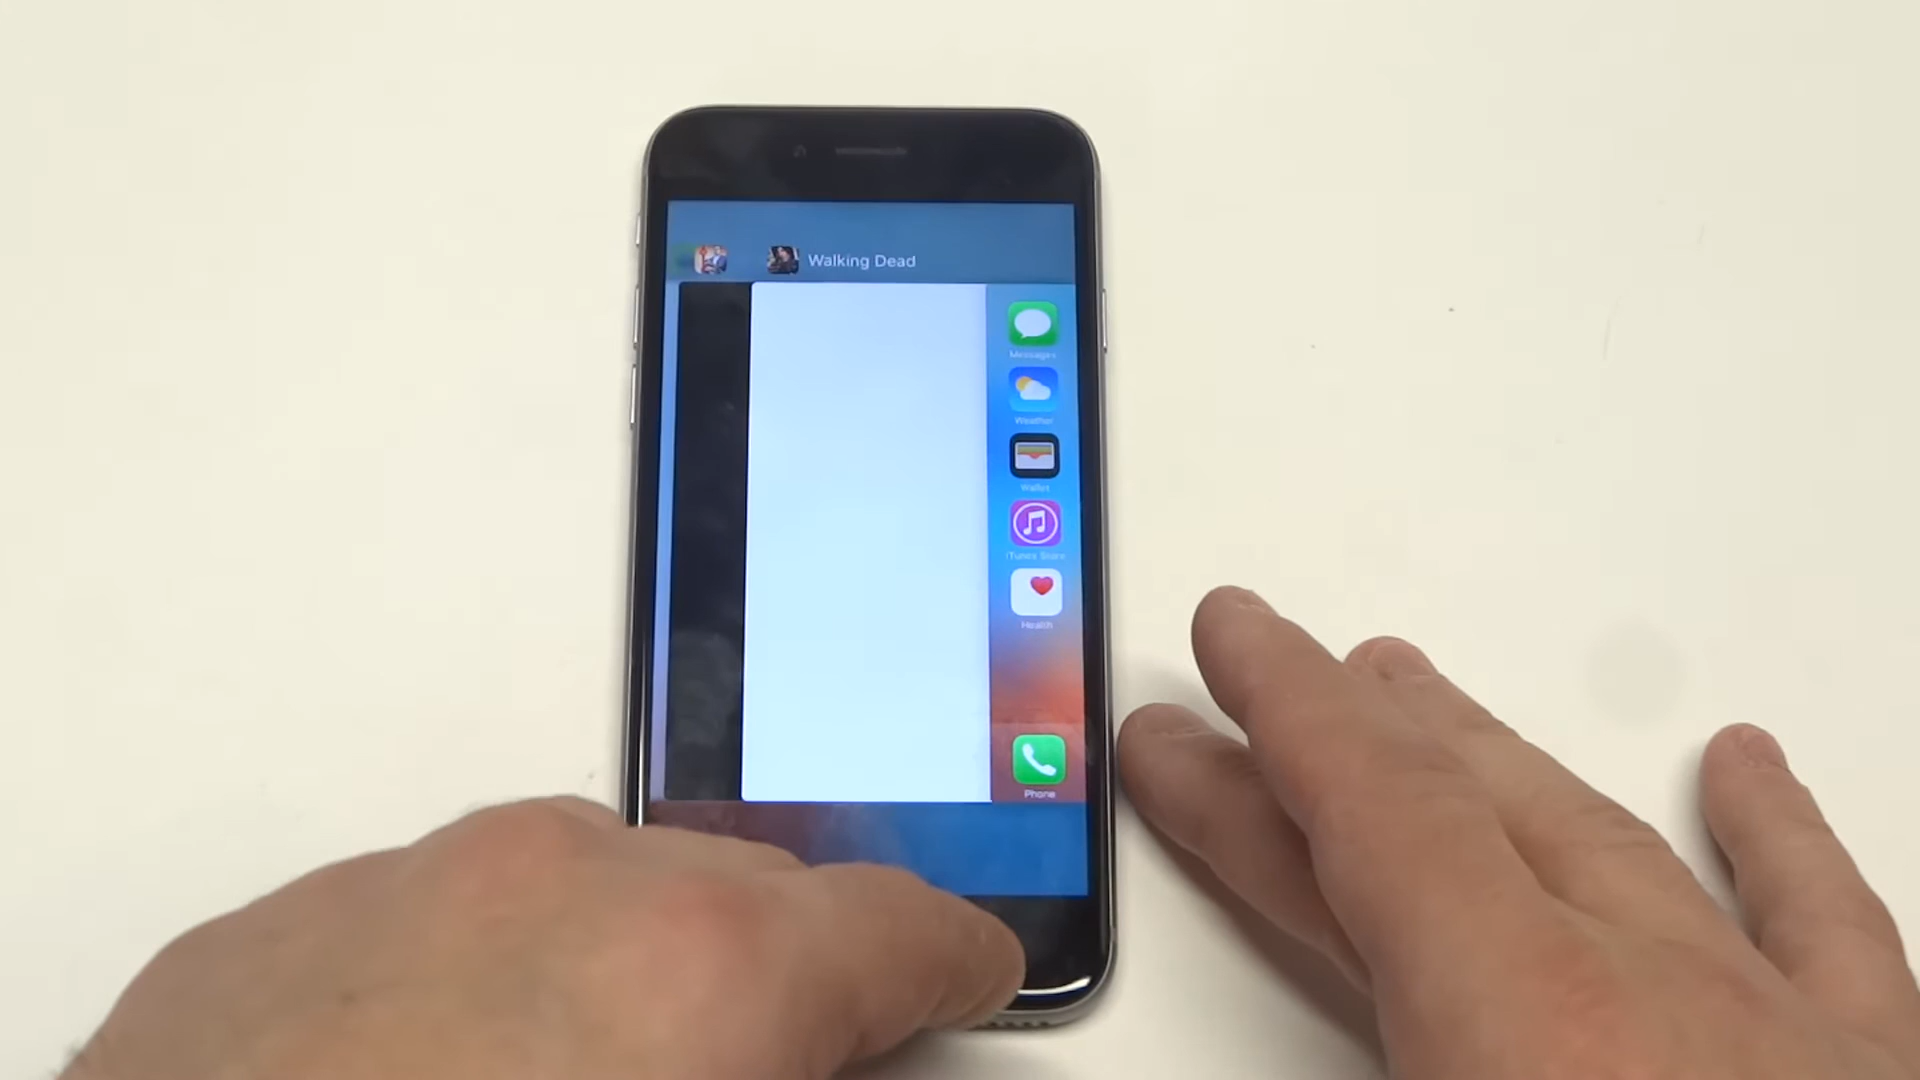 Walking Dead
Messages
Weather
Wallet
iTunes Store
Health
Phone